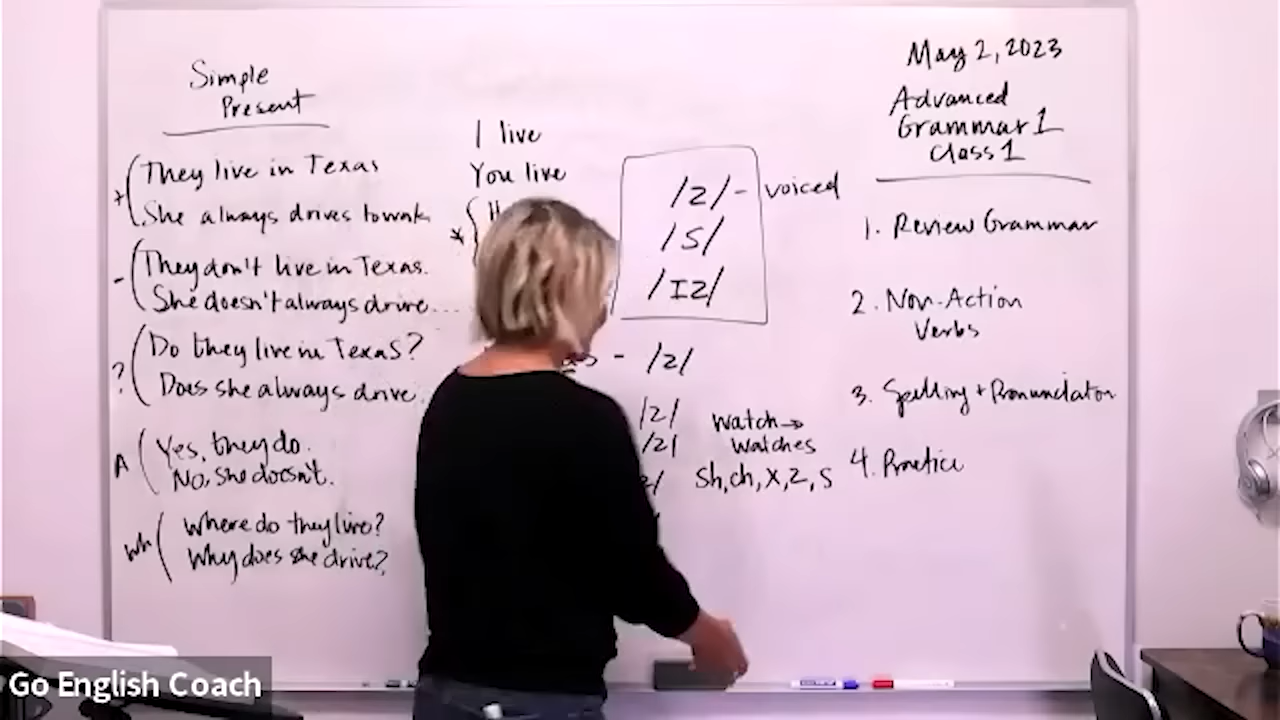 Simple
Present
+ They live in Texas
She always drives to wnk
- They don't live in Texas.
She doesn't always drive....
? Do they live in Texas?
Does she always drive.
A Yes, they do.
No, she doesn't.
Wh Where do they live?
Why does she drive?
I live
You live
*
/z/ - voiced
/s/
/Iz/
- /z/
/z/
/z/
watch →
watches
sh, ch, x, z, s
May 2, 2023
Advanced
Grammar 1
Class 1
1. Review Grammar
2. Non-Action
Verbs
3. Spelling + Pronunciation
4. Practice
Go English Coach